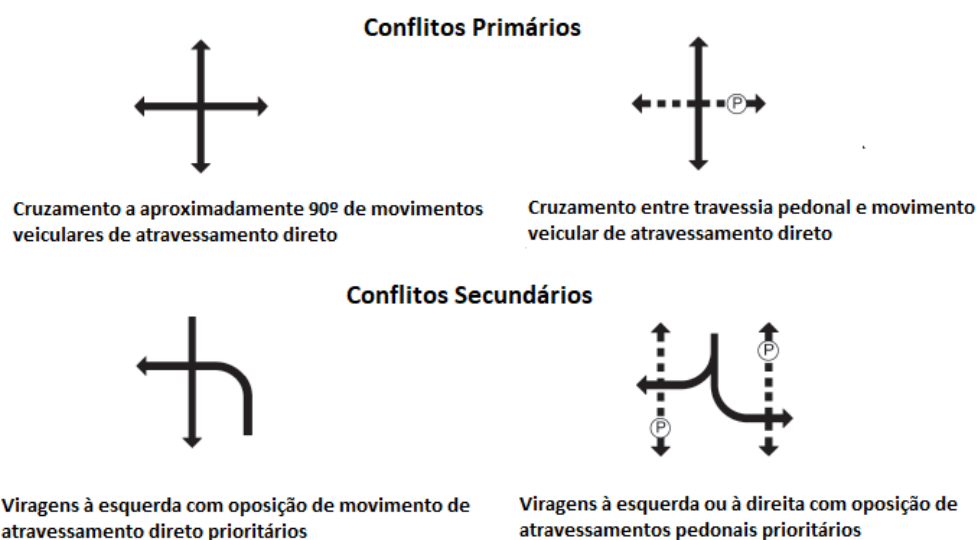 Conflitos Primários
P
Cruzamento a aproximadamente 90º de movimentos
veiculares de atravessamento direto
Cruzamento entre travessia pedonal e movimento
veicular de atravessamento direto
Conflitos Secundários
P
P
Viragens à esquerda com oposição de movimento de
atravessamento direto prioritários
Viragens à esquerda ou à direita com oposição de
atravessamentos pedonais prioritários